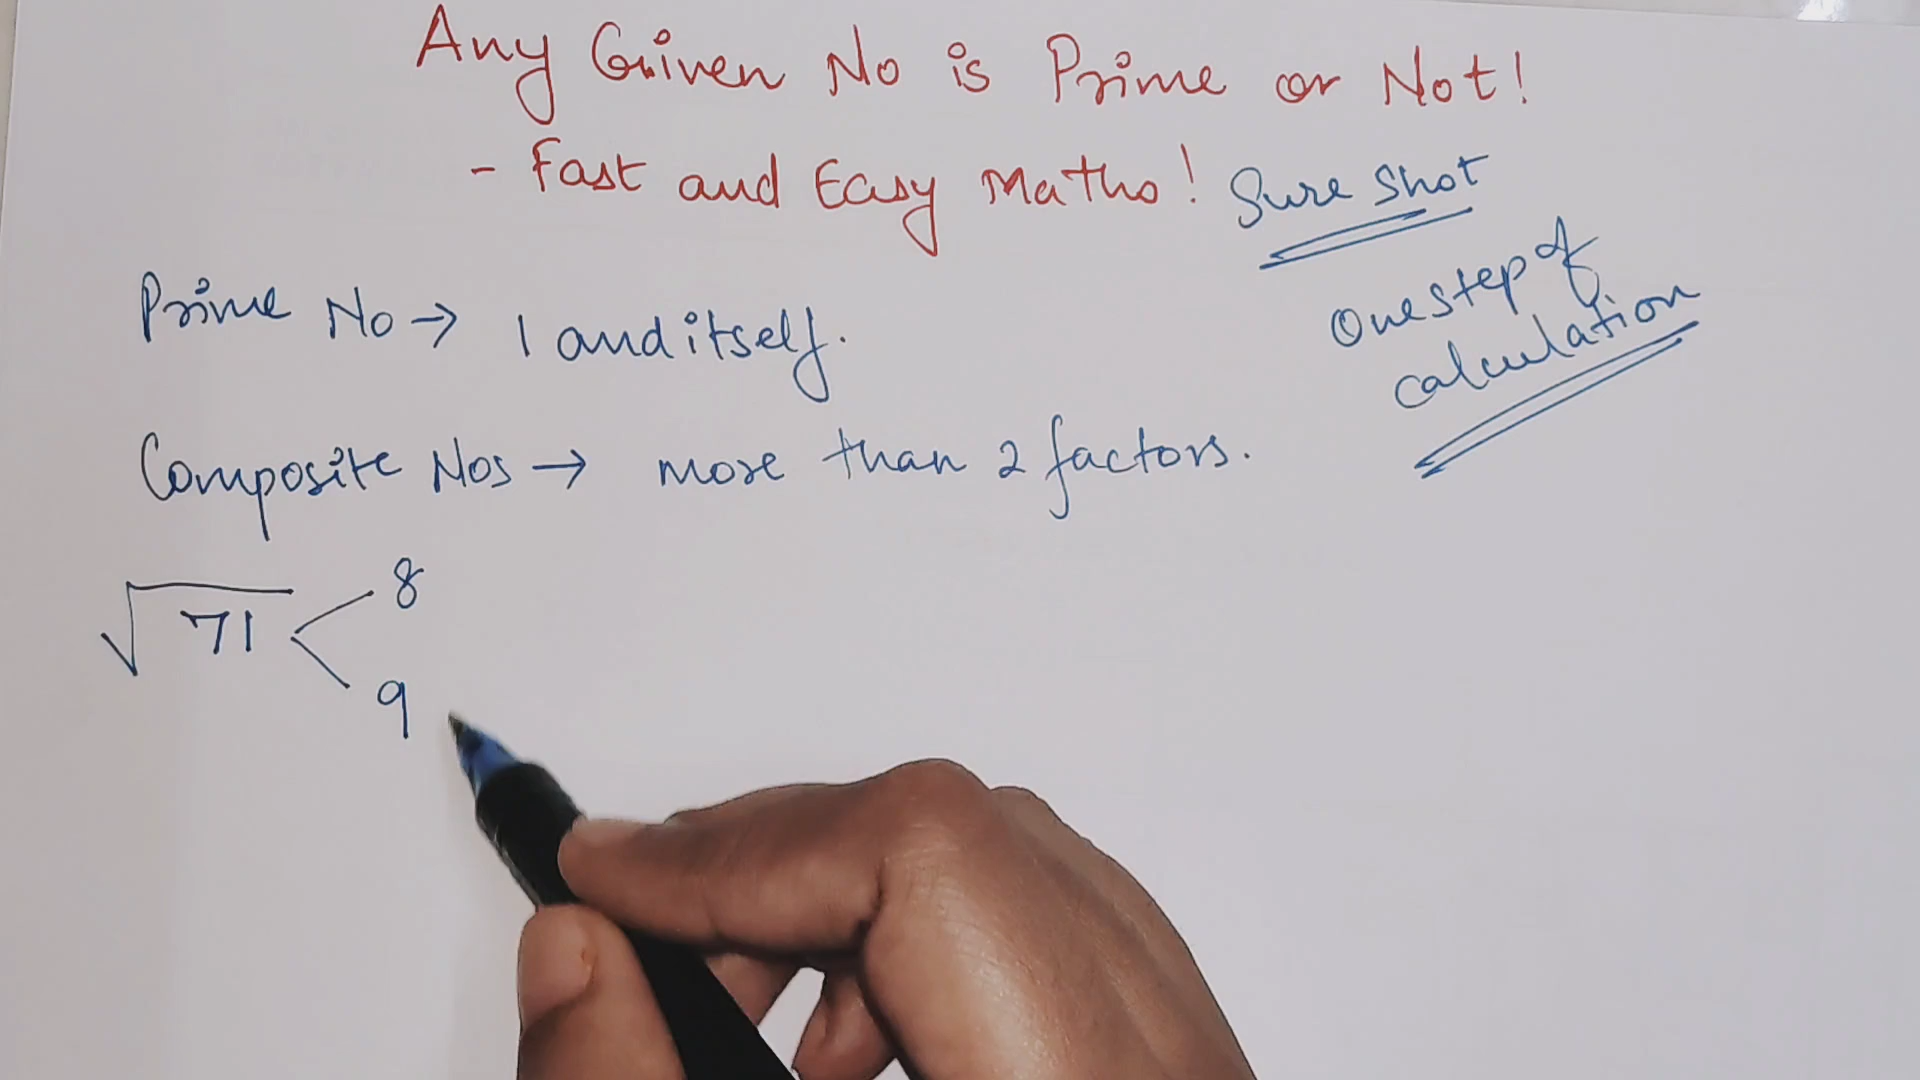 Any Given No is Prime or Not!
- Fast and Easy Maths! Sure Shot
One step of
calculation
Prime No → 1 and itself.
Composite Nos → more than 2 factors.
√71 < 8
9